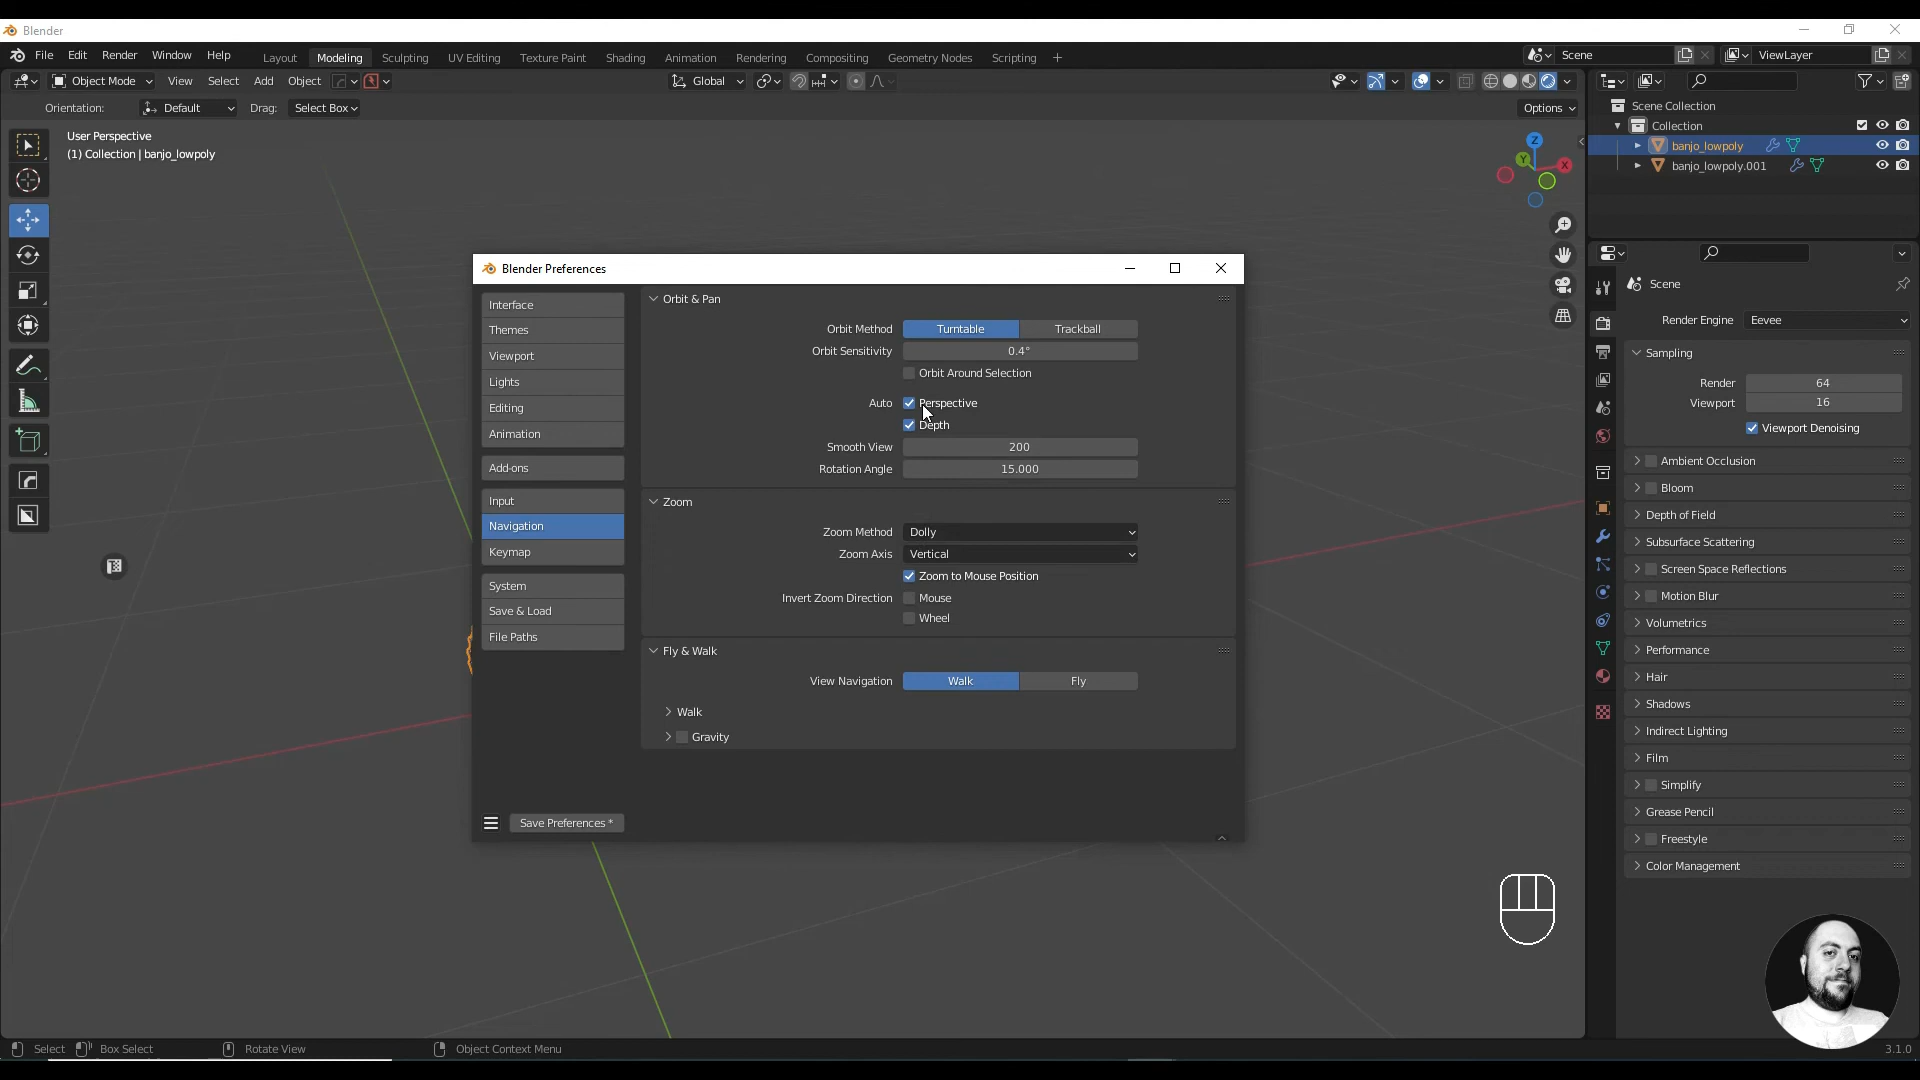 Blender
File Edit Render Window Help Layout Modeling Sculpting UV Editing Texture Paint Shading Animation Rendering Compositing Geometry Nodes Scripting + Scene ViewLayer
Object Mode View Select Add Object Global
Orientation: Default Drag: Select Box Options
User Perspective
(1) Collection | banjo_lowpoly
Z
Y
X
Scene Collection
Collection
banjo_lowpoly
banjo_lowpoly.001
Scene
Render Engine Eevee
Sampling
Render 64
Viewport 16
Viewport Denoising
Ambient Occlusion
Bloom
Depth of Field
Subsurface Scattering
Screen Space Reflections
Motion Blur
Volumetrics
Performance
Hair
Shadows
Indirect Lighting
Film
Simplify
Grease Pencil
Freestyle
Color Management
Blender Preferences
Interface
Themes
Viewport
Lights
Editing
Animation
Add-ons
Input
Navigation
Keymap
System
Save & Load
File Paths
Save Preferences *
Orbit & Pan
Orbit Method Turntable Trackball
Orbit Sensitivity 0.4°
Orbit Around Selection
Auto Perspective
Depth
Smooth View 200
Rotation Angle 15.000
Zoom
Zoom Method Dolly
Zoom Axis Vertical
Zoom to Mouse Position
Invert Zoom Direction Mouse
Wheel
Fly & Walk
View Navigation Walk Fly
Walk
Gravity
Select Box Select Rotate View Object Context Menu 3.1.0